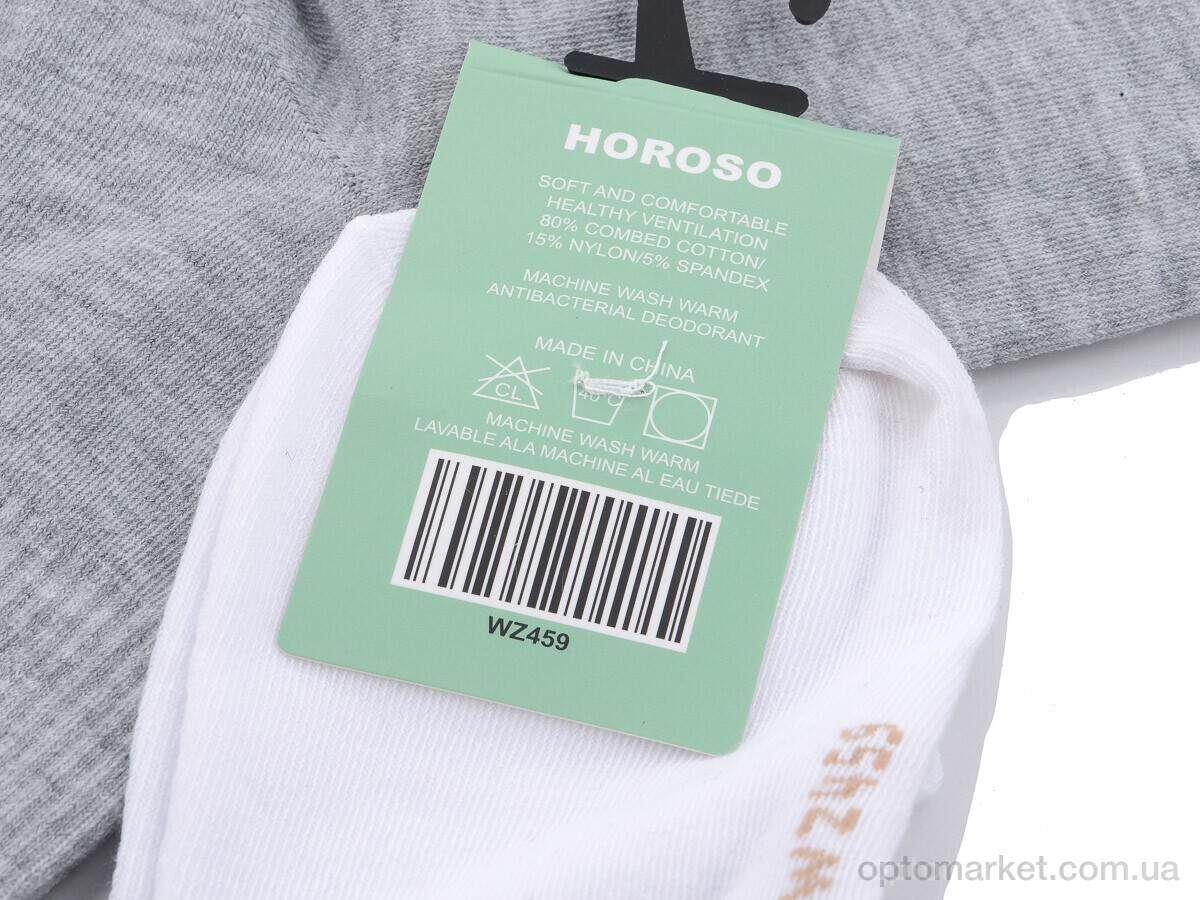 HOROSO
SOFT AND COMFORTABLE
HEALTHY VENTILATION
80% COMBED COTTON/
15% NYLON/5% SPANDEX
MACHINE WASH WARM
ANTIBACTERIAL DEODORANT
MADE IN CHINA
CL
40°C
MACHINE WASH WARM
LAVABLE ALA MACHINE AL EAU TIEDE
WZ459
WZ459
optomarket.com.ua